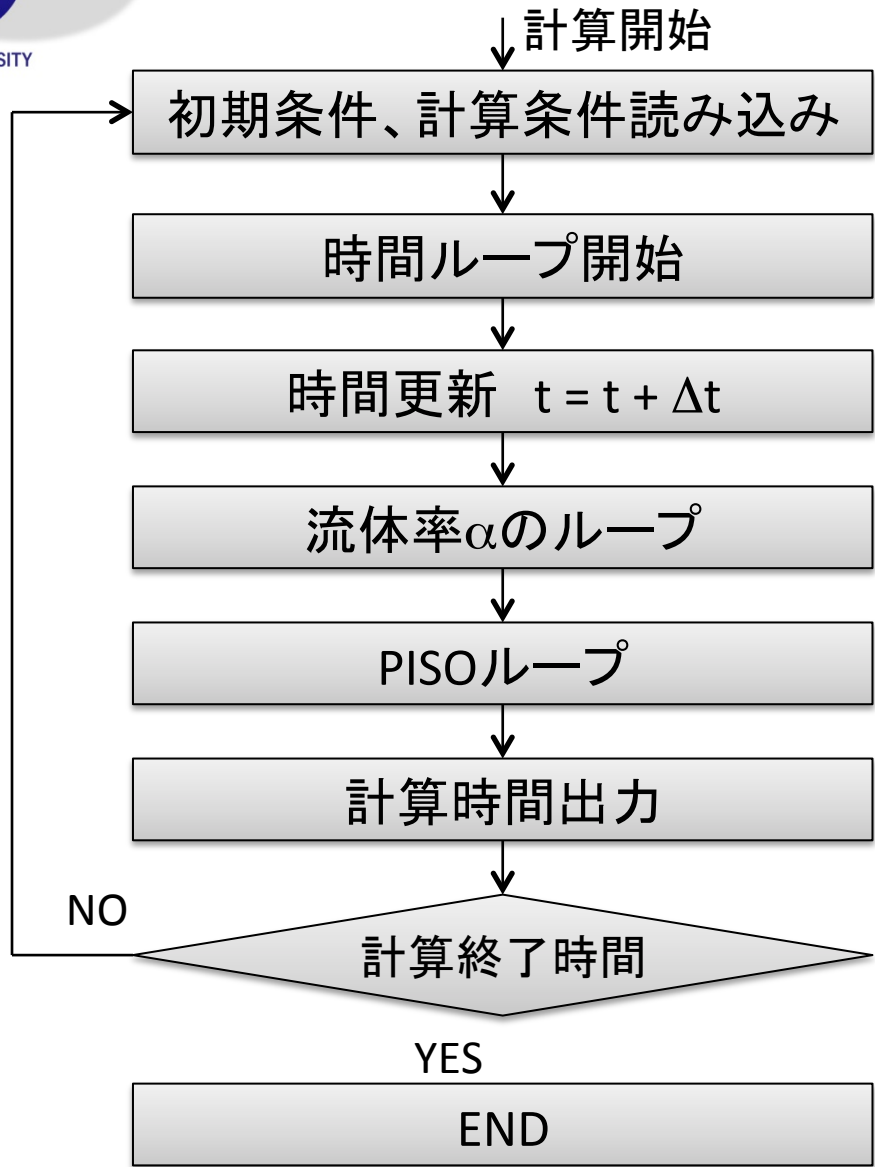 SITY
計算開始
初期条件、計算条件読み込み
時間ループ開始
時間更新 t = t + Δt
流体率αのループ
PISOループ
計算時間出力
NO
計算終了時間
YES
END